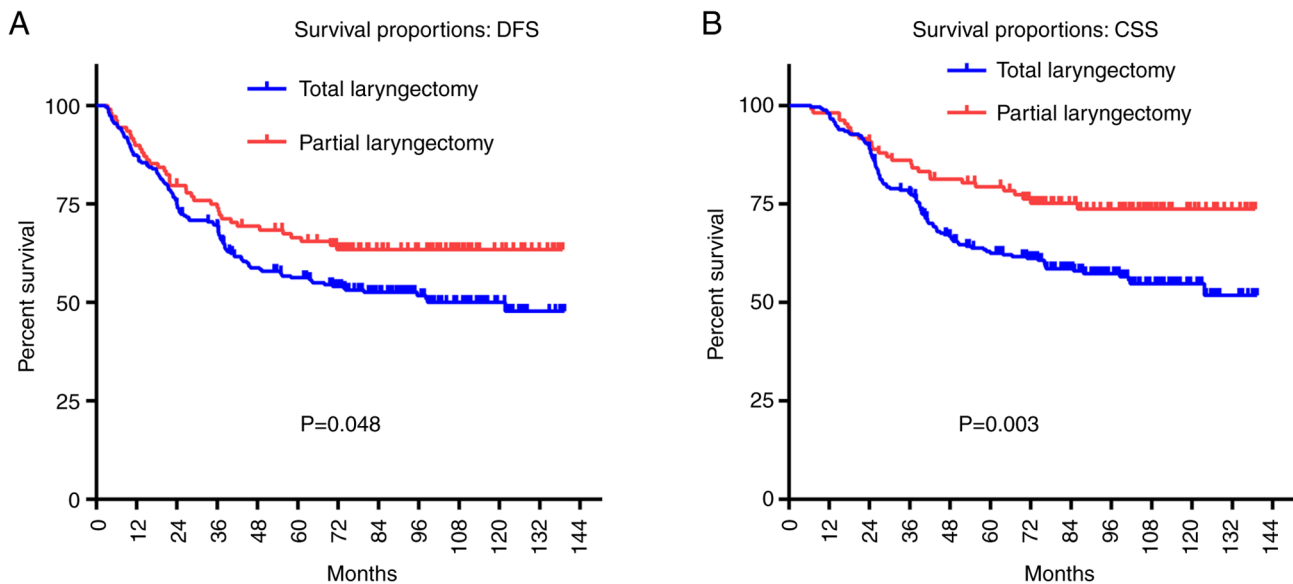 A
Survival proportions: DFS
Total laryngectomy
Partial laryngectomy
100
75
50
25
0
Percent survival
P=0.048
0 12 24 36 48 60 72 84 96 108 120 132 144
Months
B
Survival proportions: CSS
Total laryngectomy
Partial laryngectomy
100
75
50
25
0
Percent survival
P=0.003
0 12 24 36 48 60 72 84 96 108 120 132 144
Months